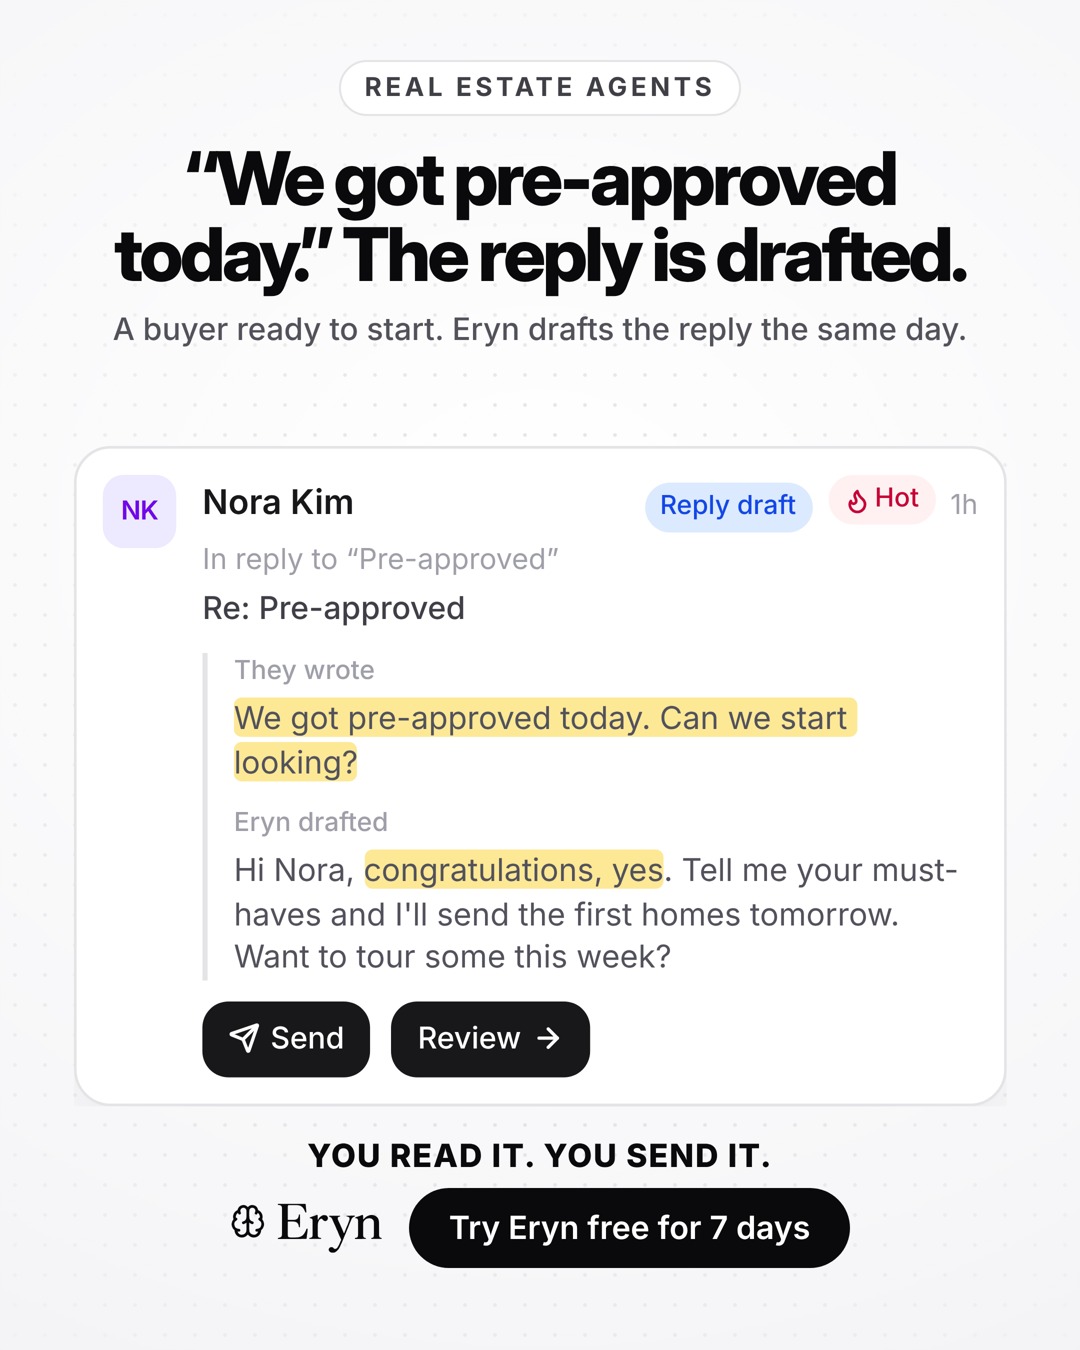 REAL ESTATE AGENTS
“We got pre-approved
today.” The reply is drafted.
A buyer ready to start. Eryn drafts the reply the same day.
NK
Nora Kim
Reply draft
Hot
1h
In reply to “Pre-approved”
Re: Pre-approved
They wrote
We got pre-approved today. Can we start
looking?
Eryn drafted
Hi Nora, congratulations, yes. Tell me your must-
haves and I'll send the first homes tomorrow.
Want to tour some this week?
Send
Review →
YOU READ IT. YOU SEND IT.
Eryn
Try Eryn free for 7 days